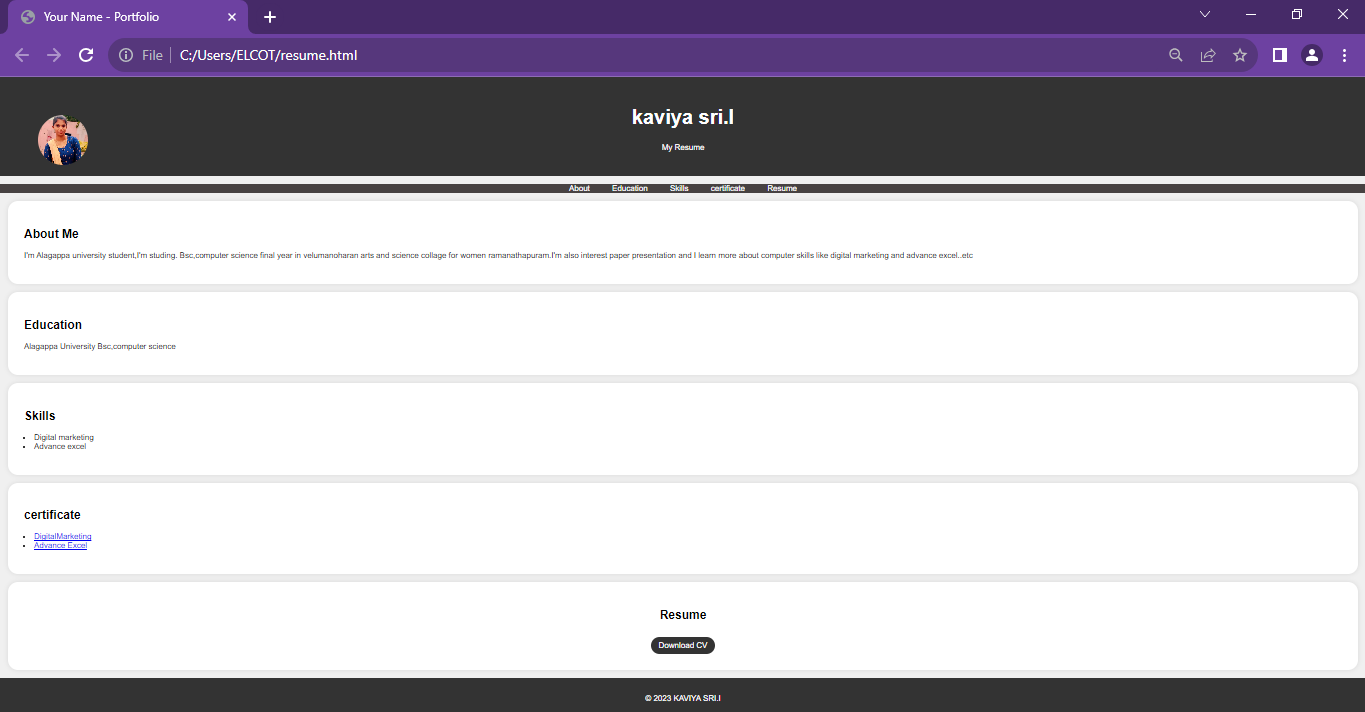 Your Name - Portfolio
File
C:/Users/ELCOT/resume.html
kaviya sri.I
My Resume
About Education Skills certificate Resume
About Me
I'm Alagappa university student,I'm studing. Bsc,computer science final year in velumanoharan arts and science collage for women ramanathapuram.I'm also interest paper presentation and I learn more about computer skills like digital marketing and advance excel..etc
Education
Alagappa University Bsc,computer science
Skills
Digital marketing
Advance excel
certificate
DigitalMarketing
Advance Excel
Resume
Download CV
© 2023 KAVIYA SRI.I